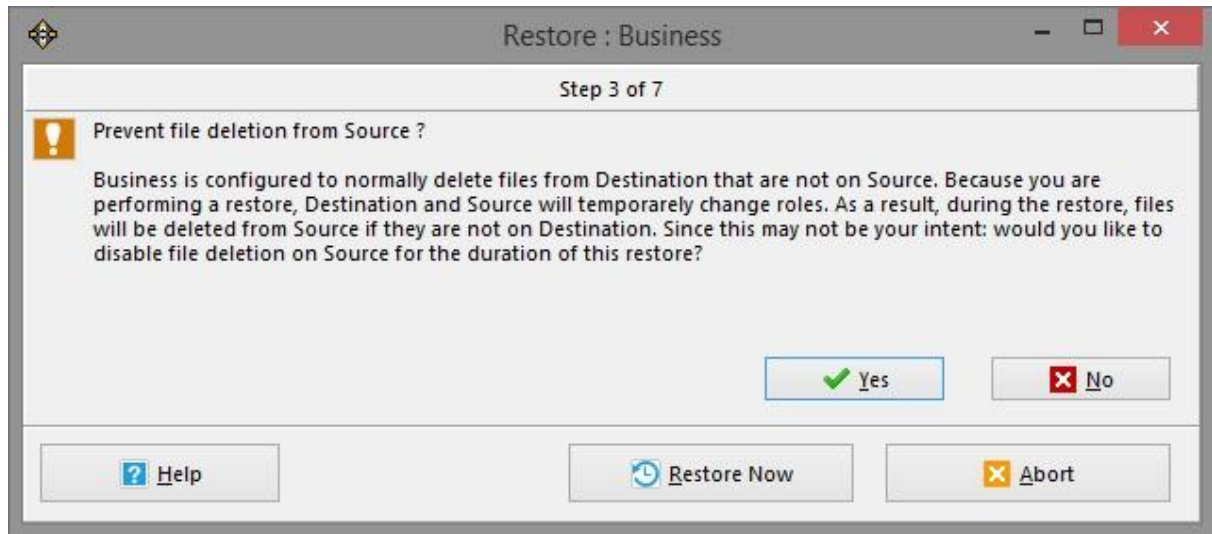 Restore : Business
Step 3 of 7
Prevent file deletion from Source ?
Business is configured to normally delete files from Destination that are not on Source. Because you are
performing a restore, Destination and Source will temporarely change roles. As a result, during the restore, files
will be deleted from Source if they are not on Destination. Since this may not be your intent: would you like to
disable file deletion on Source for the duration of this restore?
Yes
No
Help
Restore Now
Abort